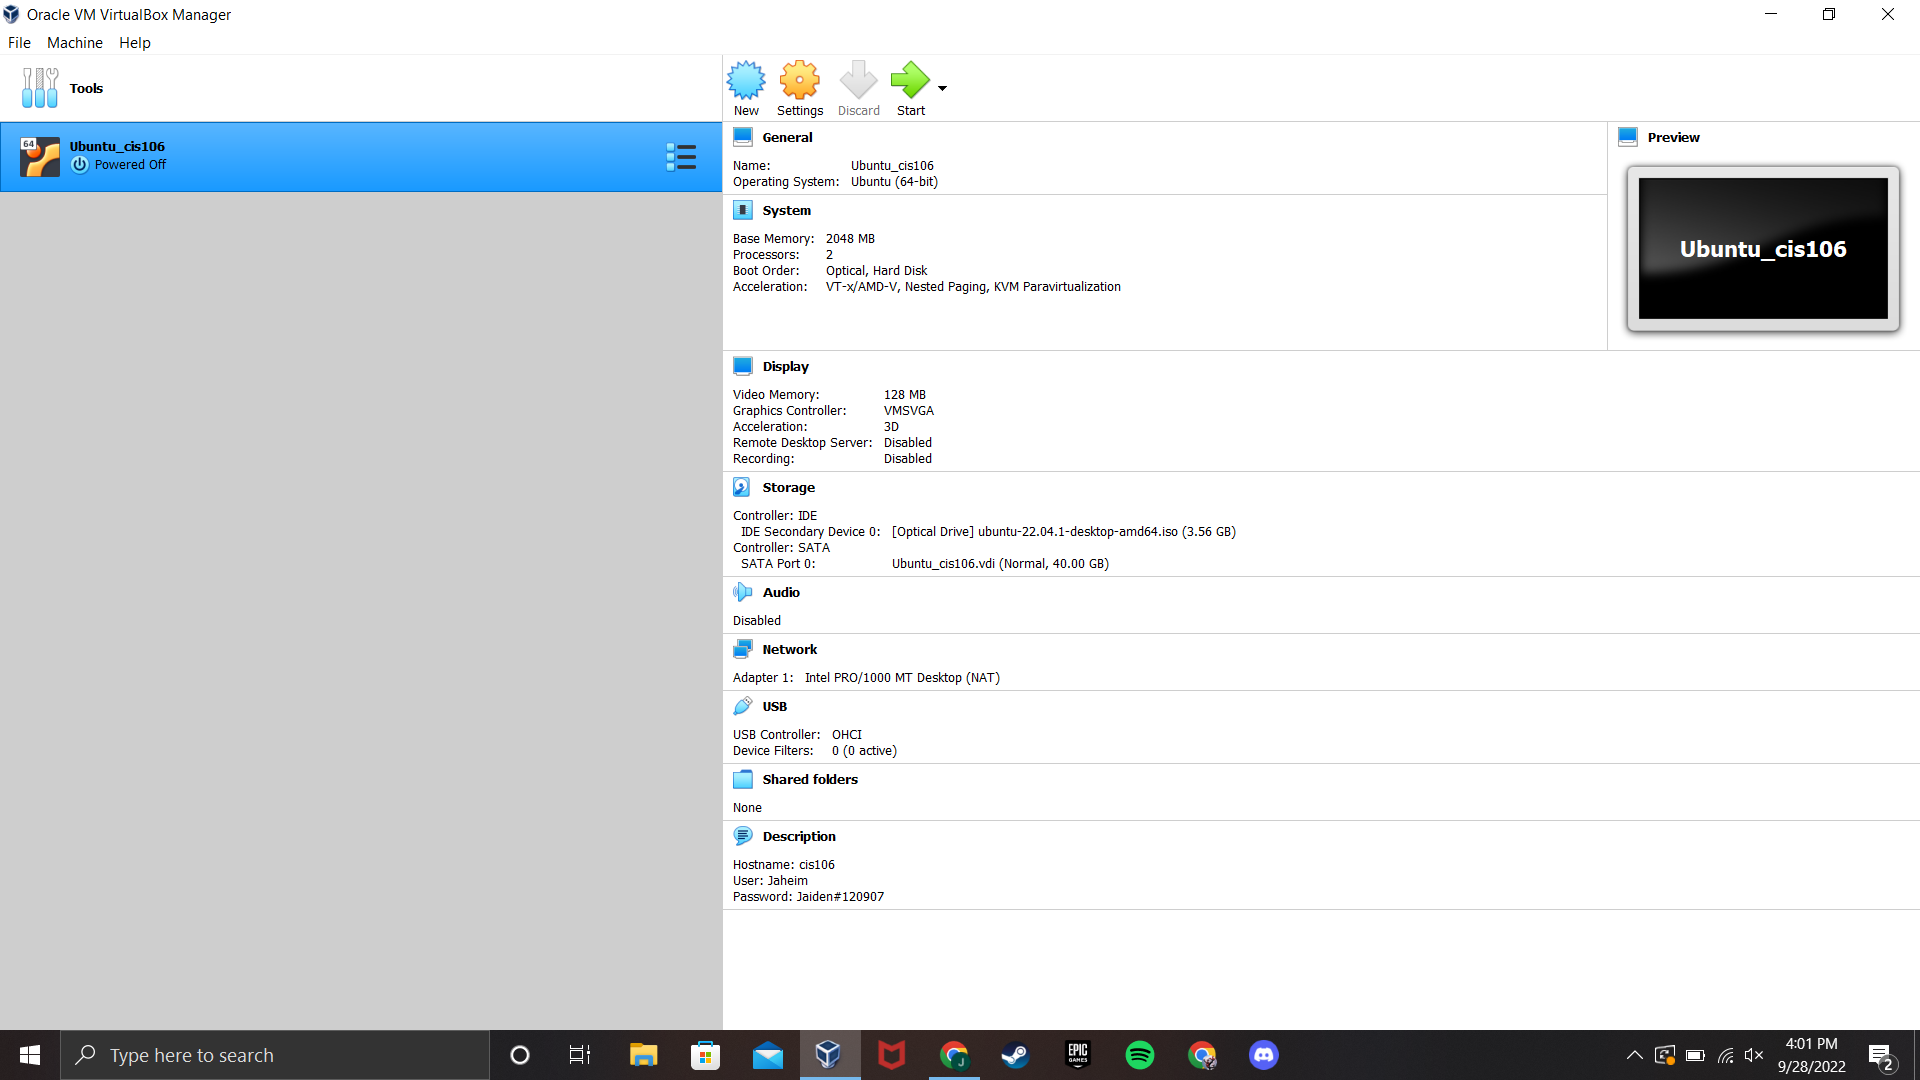 Oracle VM VirtualBox Manager
File Machine Help
Tools
New Settings Discard Start
64
Ubuntu_cis106
Powered Off
General
Name: Ubuntu_cis106
Operating System: Ubuntu (64-bit)
Preview
Ubuntu_cis106
System
Base Memory: 2048 MB
Processors: 2
Boot Order: Optical, Hard Disk
Acceleration: VT-x/AMD-V, Nested Paging, KVM Paravirtualization
Display
Video Memory: 128 MB
Graphics Controller: VMSVGA
Acceleration: 3D
Remote Desktop Server: Disabled
Recording: Disabled
Storage
Controller: IDE
IDE Secondary Device 0: [Optical Drive] ubuntu-22.04.1-desktop-amd64.iso (3.56 GB)
Controller: SATA
SATA Port 0: Ubuntu_cis106.vdi (Normal, 40.00 GB)
Audio
Disabled
Network
Adapter 1: Intel PRO/1000 MT Desktop (NAT)
USB
USB Controller: OHCI
Device Filters: 0 (0 active)
Shared folders
None
Description
Hostname: cis106
User: Jaheim
Password: Jaiden#120907
Type here to search
EPIC
GAMES
J
4:01 PM
9/28/2022
2